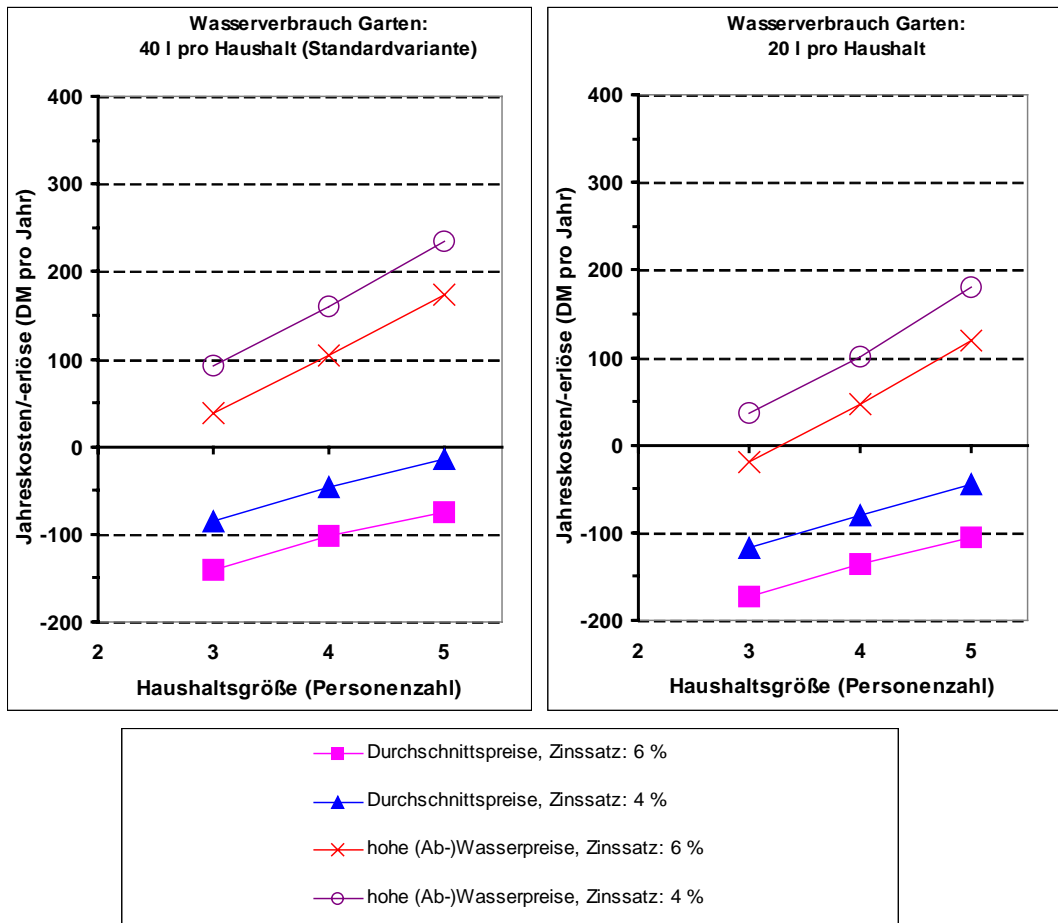 Wasserverbrauch Garten:
40 l pro Haushalt (Standardvariante)
Jahreskosten/-erlöse (DM pro Jahr)
400
300
200
100
0
-100
-200
2 3 4 5
Haushaltsgröße (Personenzahl)
Wasserverbrauch Garten:
20 l pro Haushalt
Jahreskosten/-erlöse (DM pro Jahr)
400
300
200
100
0
-100
-200
2 3 4 5
Haushaltsgröße (Personenzahl)
Durchschnittspreise, Zinssatz: 6 %
Durchschnittspreise, Zinssatz: 4 %
hohe (Ab-)Wasserpreise, Zinssatz: 6 %
hohe (Ab-)Wasserpreise, Zinssatz: 4 %